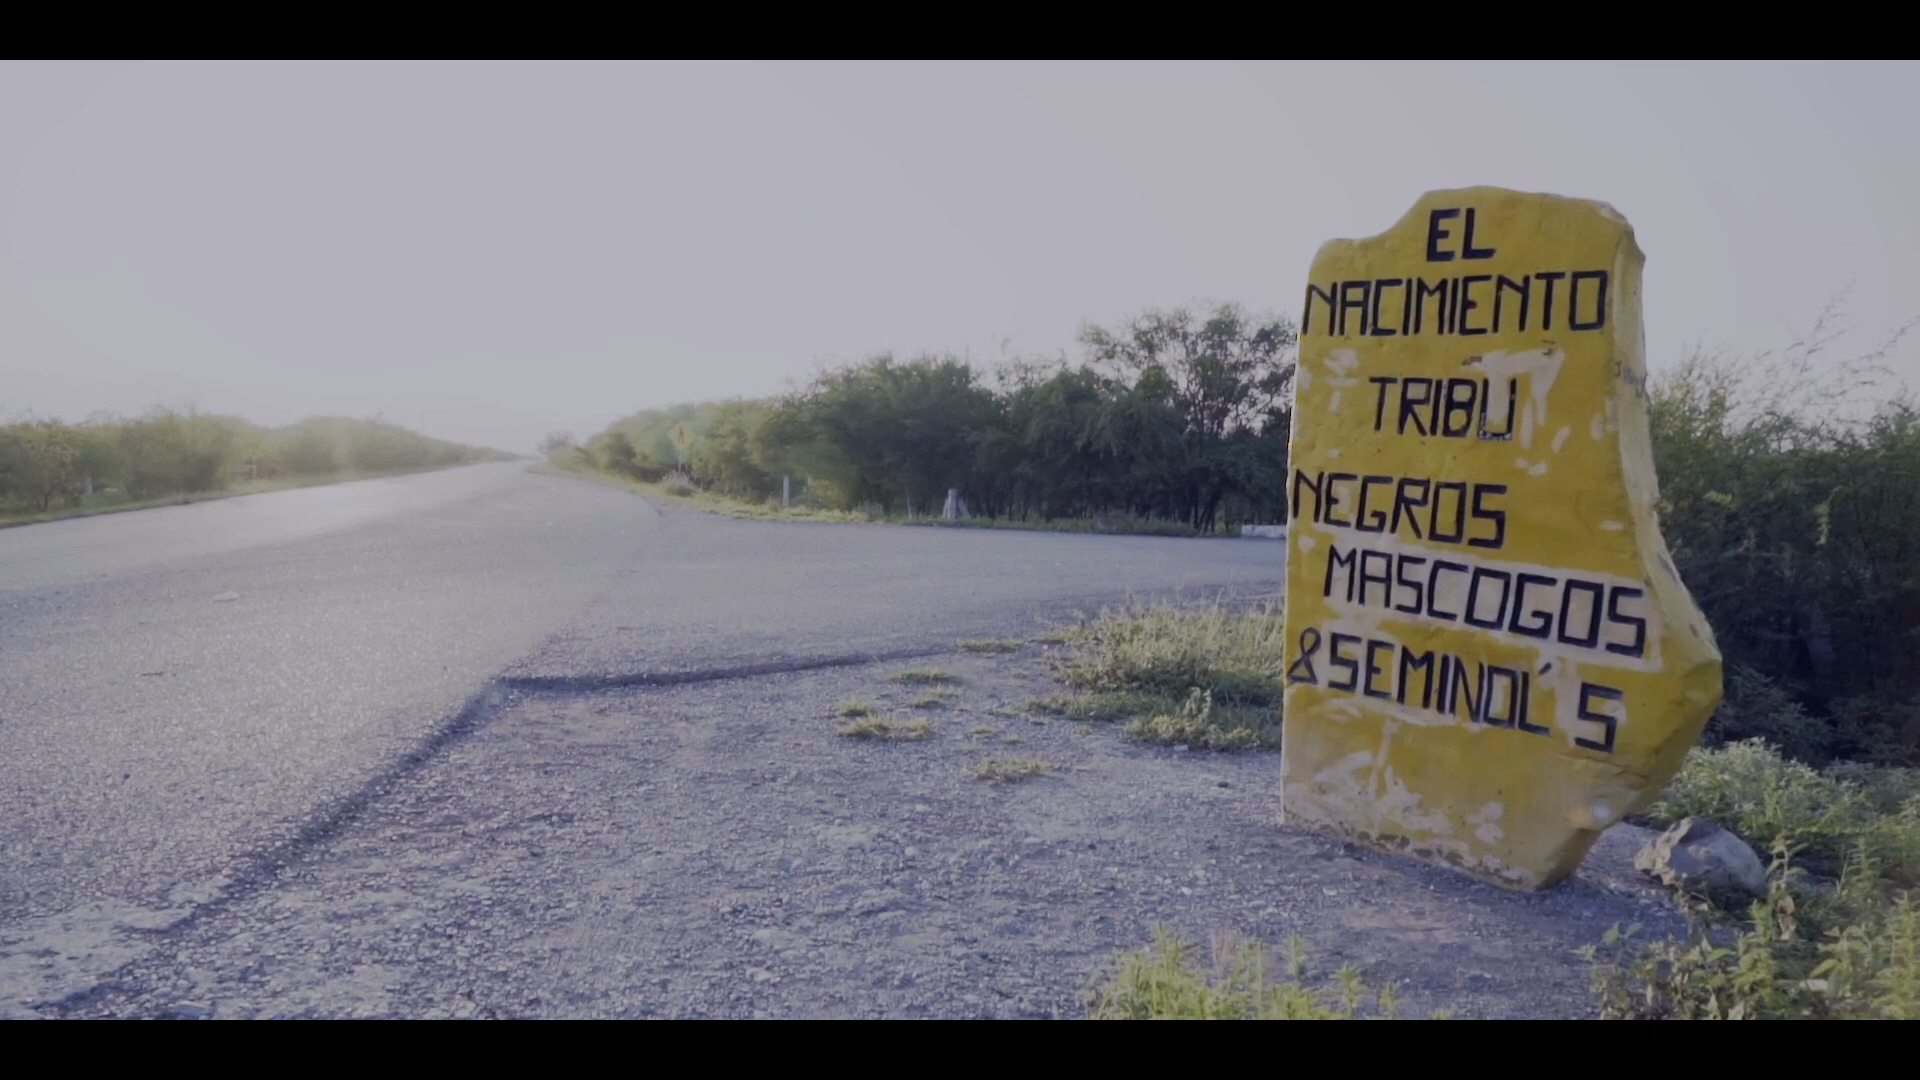 EL
NACIMIENTO
TRIBU
NEGROS
MASCOGOS
&SEMINOL´S